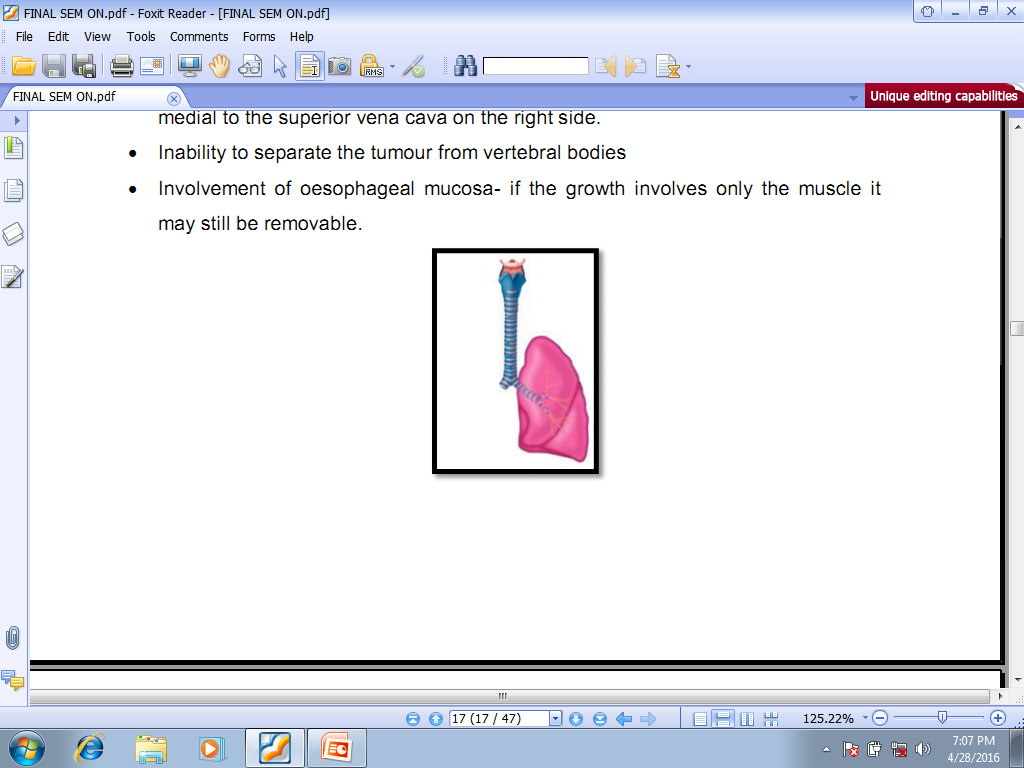 FINAL SEM ON.pdf - Foxit Reader - [FINAL SEM ON.pdf]
File Edit View Tools Comments Forms Help
RMS
FINAL SEM ON.pdf
Unique editing capabilities
medial to the superior vena cava on the right side.
• Inability to separate the tumour from vertebral bodies
• Involvement of oesophageal mucosa- if the growth involves only the muscle it
may still be removable.
17 (17 / 47)
125.22%
7:07 PM
4/28/2016